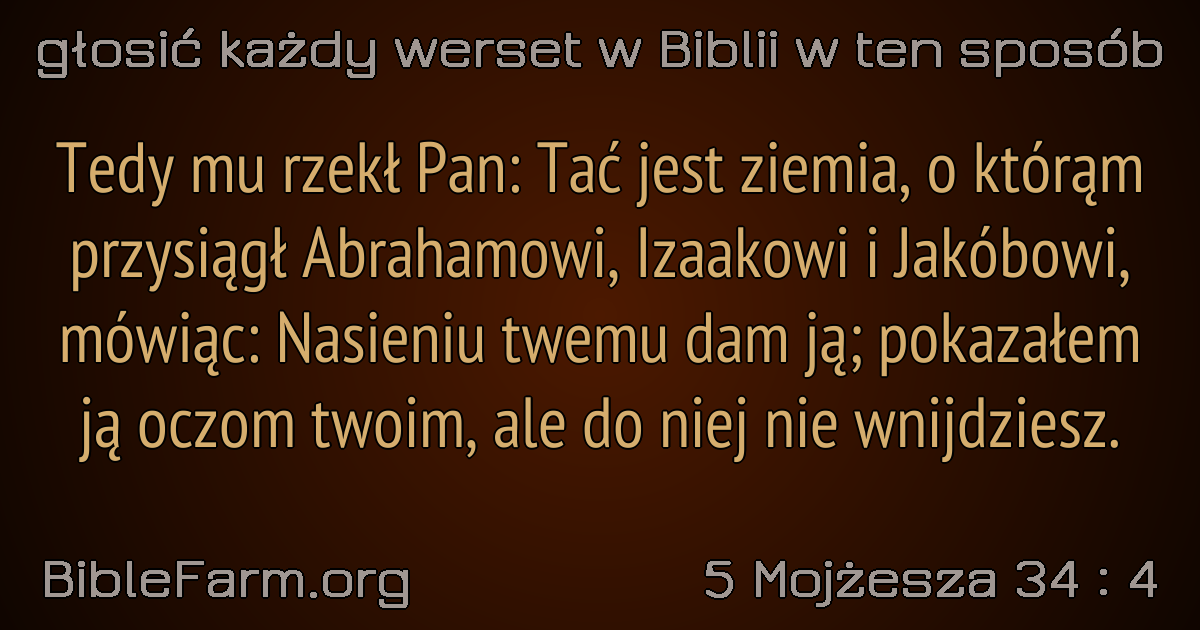 głosić każdy werset w Biblii w ten sposób
Tedy mu rzekł Pan: Tać jest ziemia, o którąm
przysiągł Abrahamowi, Izaakowi i Jakóbowi,
mówiąc: Nasieniu twemu dam ją; pokazałem
ją oczom twoim, ale do niej nie wnijdziesz.
BibleFarm.org
5 Mojżesza 34 : 4